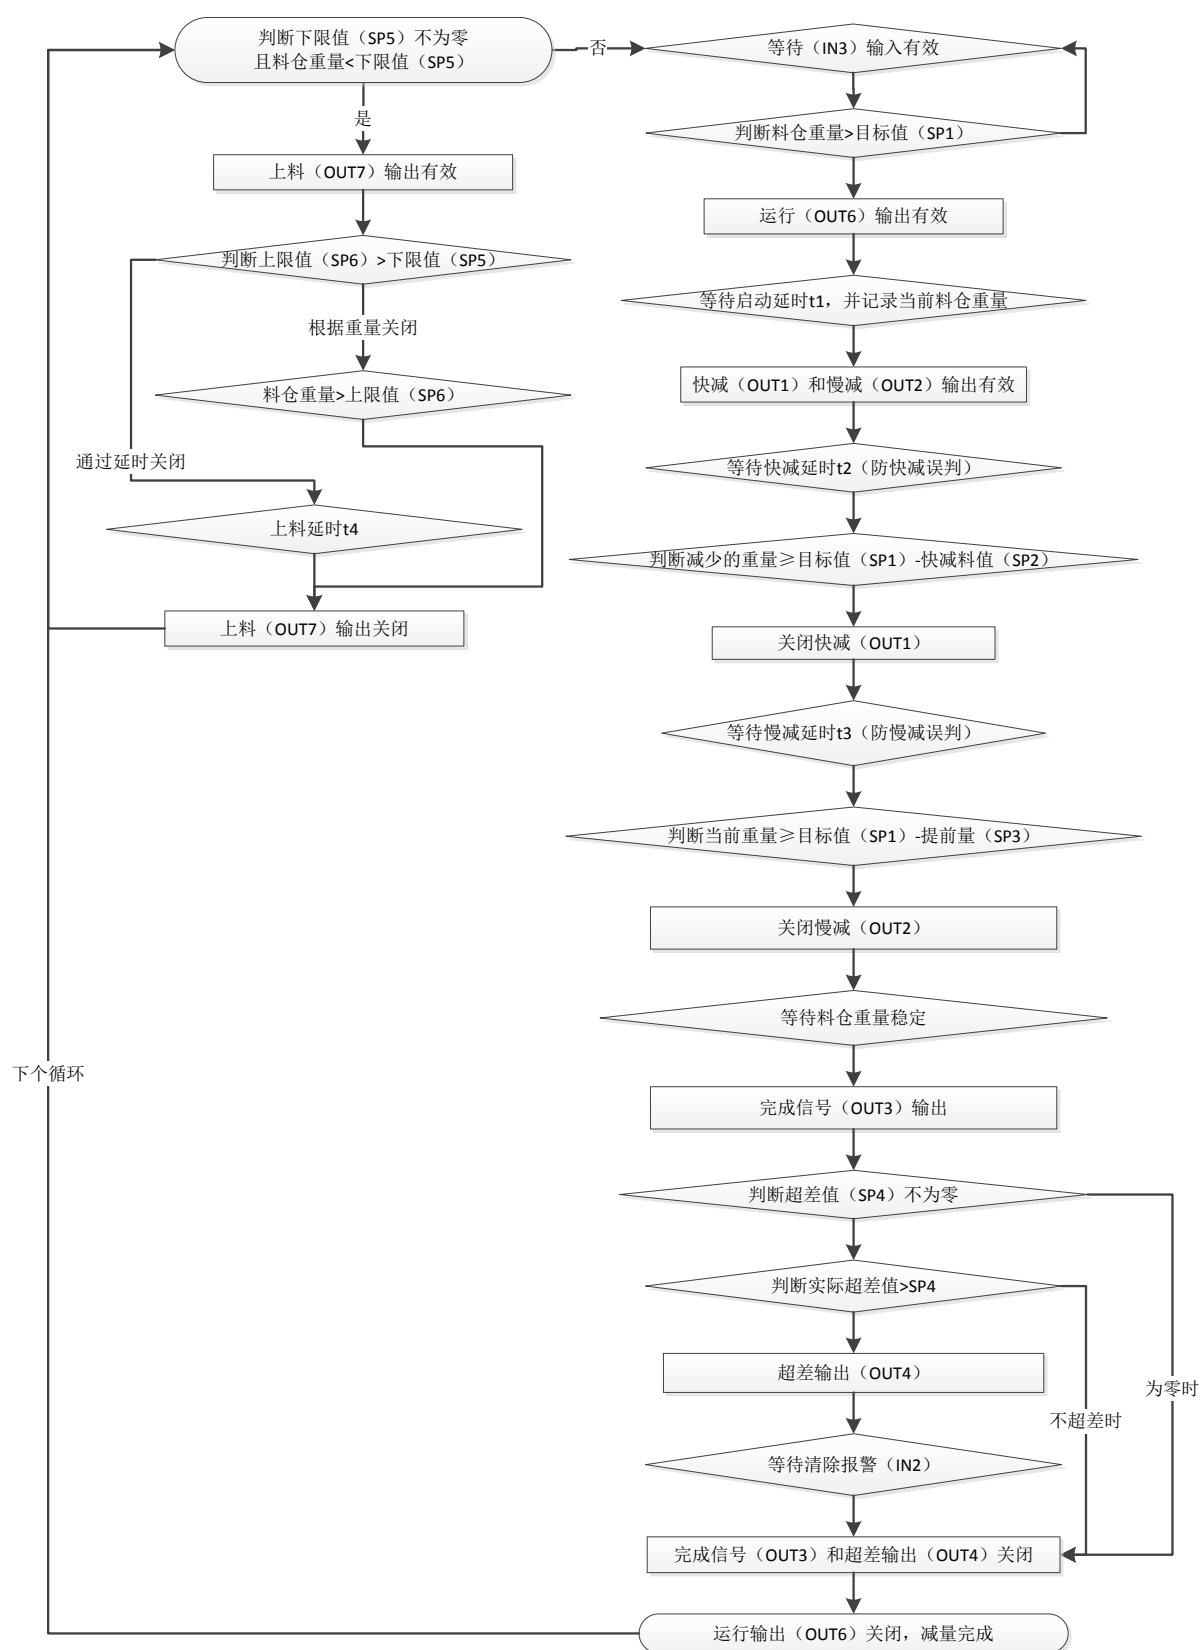 判断下限值（SP5）不为零
且料仓重量<下限值（SP5）
是
上料（OUT7）输出有效
判断上限值（SP6）>下限值（SP5）
根据重量关闭
料仓重量>上限值（SP6）
通过延时关闭
上料延时t4
上料（OUT7）输出关闭
下个循环
否
等待（IN3）输入有效
判断料仓重量>目标值（SP1）
运行（OUT6）输出有效
等待启动延时t1，并记录当前料仓重量
快减（OUT1）和慢减（OUT2）输出有效
等待快减延时t2（防快减误判）
判断减少的重量≥目标值（SP1）-快减料值（SP2）
关闭快减（OUT1）
等待慢减延时t3（防慢减误判）
判断当前重量≥目标值（SP1）-提前量（SP3）
关闭慢减（OUT2）
等待料仓重量稳定
完成信号（OUT3）输出
判断超差值（SP4）不为零
判断实际超差值>SP4
超差输出（OUT4）
为零时
不超差时
等待清除报警（IN2）
完成信号（OUT3）和超差输出（OUT4）关闭
运行输出（OUT6）关闭，减量完成